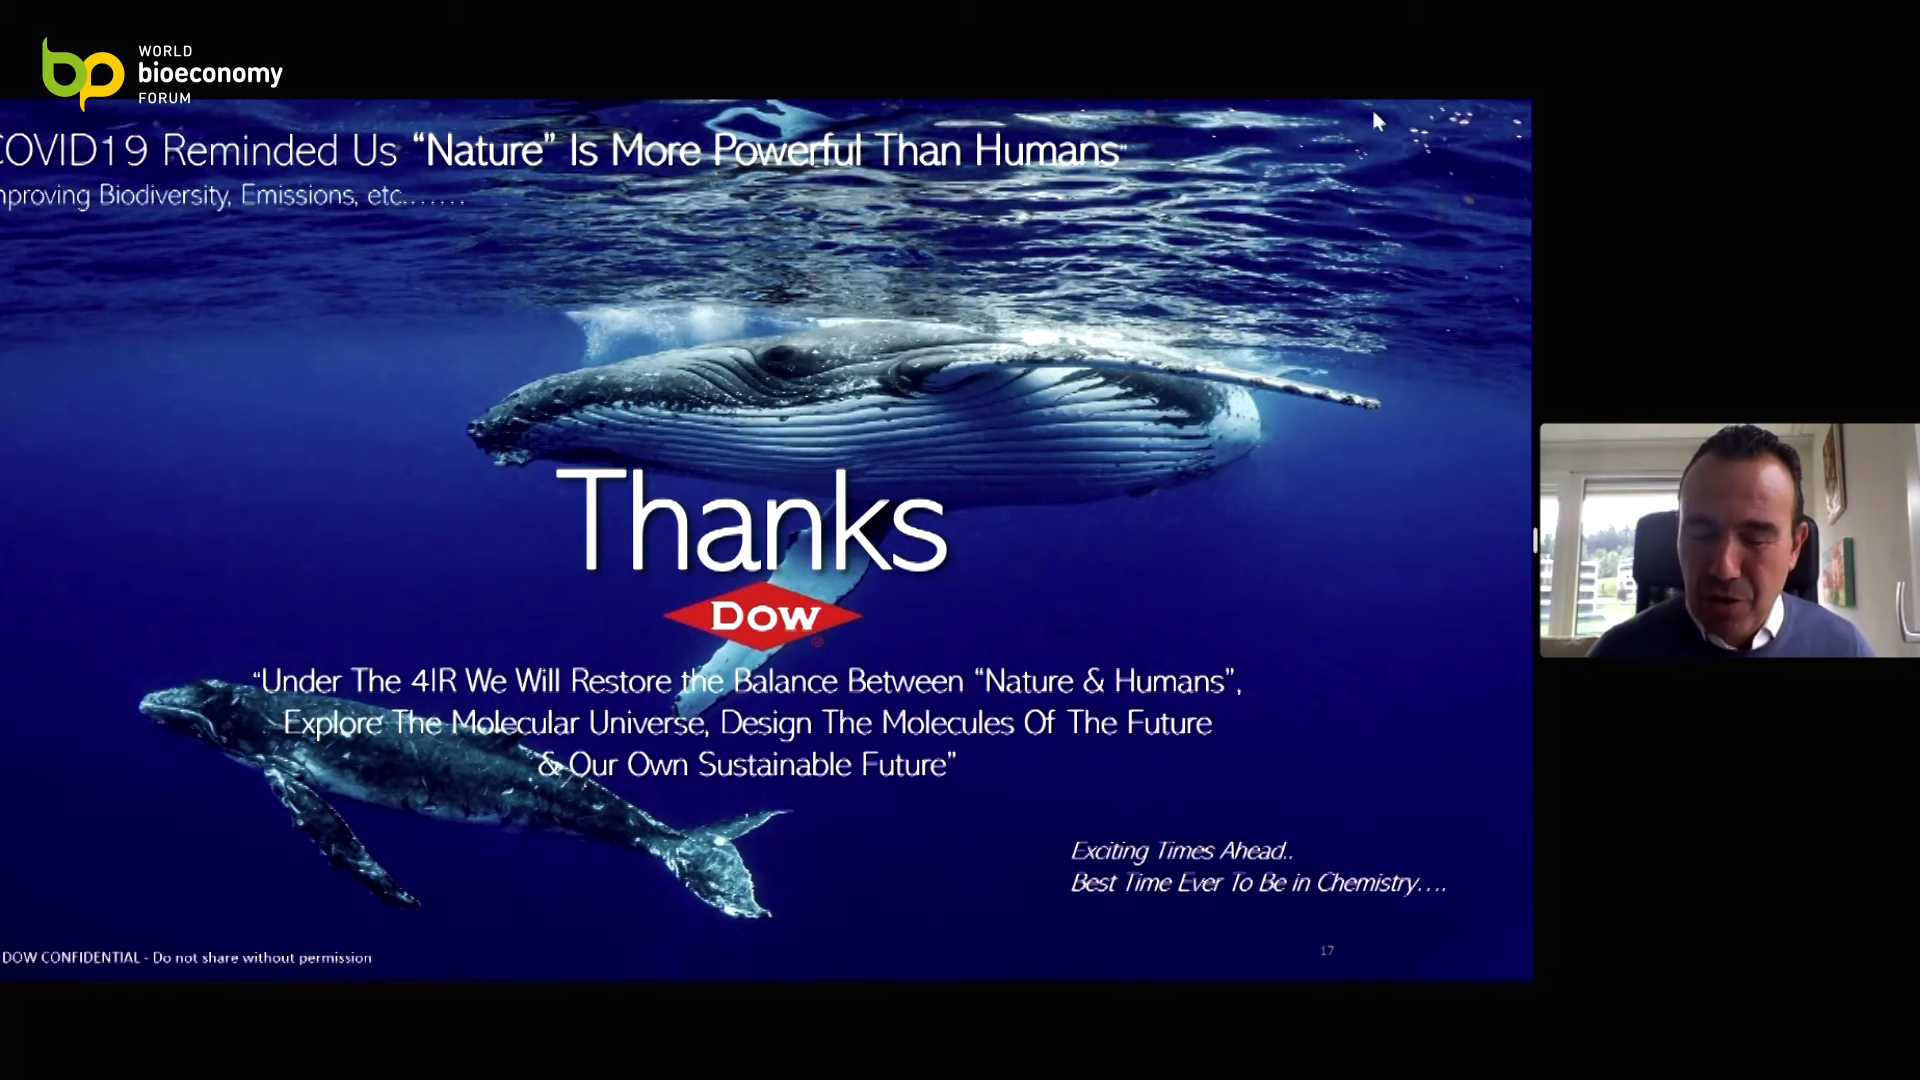 WORLD
bioeconomy
FORUM
COVID19 Reminded Us “Nature” Is More Powerful Than Humans”
mproving Biodiversity, Emissions, etc.......
Thanks
DOW
®
“Under The 4IR We Will Restore the Balance Between “Nature & Humans”,
Explore The Molecular Universe, Design The Molecules Of The Future
& Our Own Sustainable Future”
Exciting Times Ahead..
Best Time Ever To Be in Chemistry....
DOW CONFIDENTIAL - Do not share without permission
17